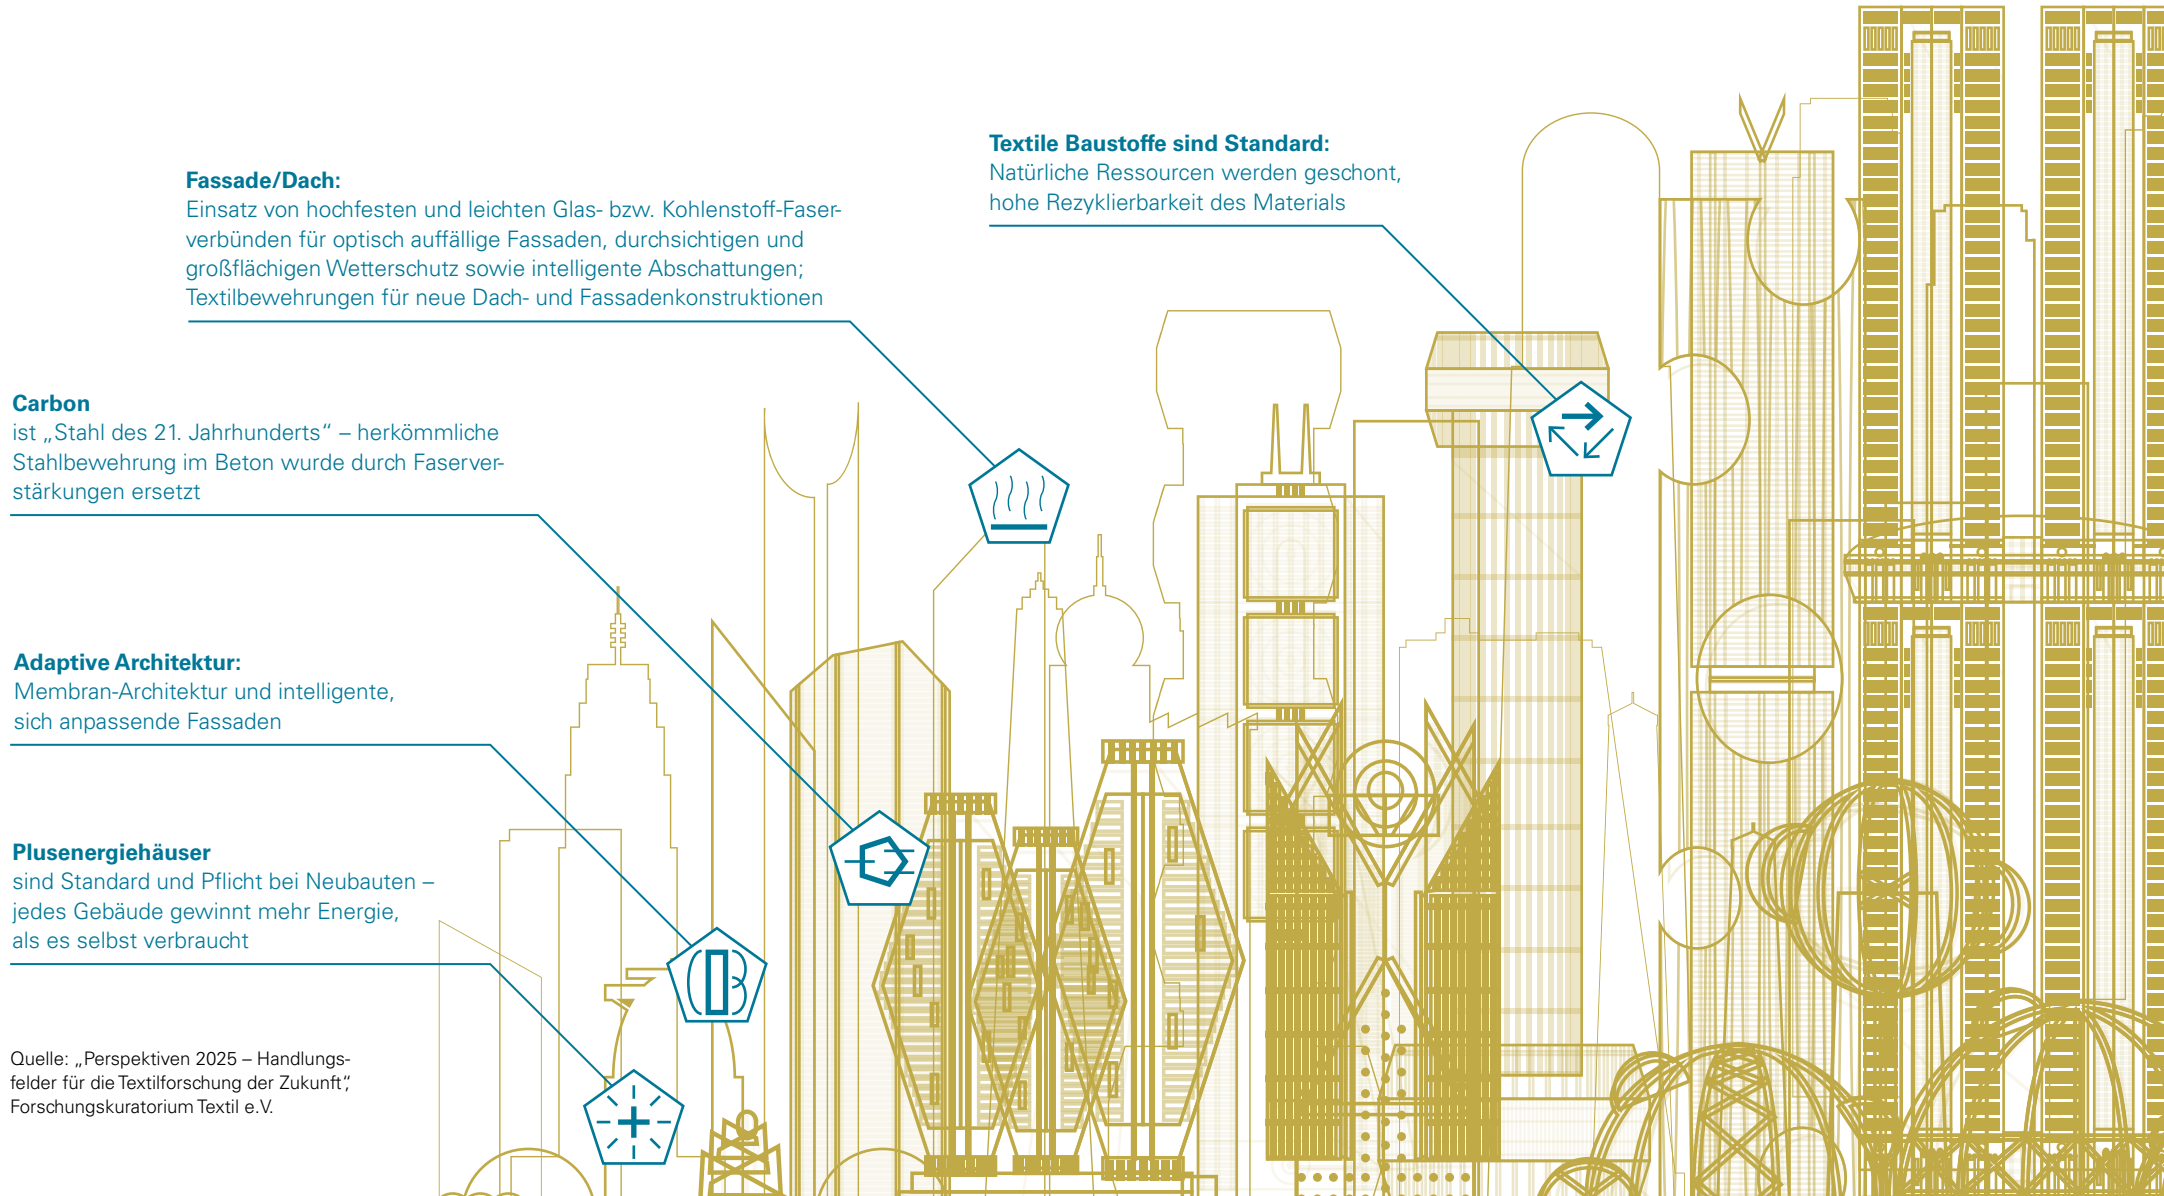 Textile Baustoffe sind Standard:
Natürliche Ressourcen werden geschont,
hohe Rezyklierbarkeit des Materials
Fassade/Dach:
Einsatz von hochfesten und leichten Glas- bzw. Kohlenstoff-Faser-
verbünden für optisch auffällige Fassaden, durchsichtigen und
großflächigen Wetterschutz sowie intelligente Abschattungen;
Textilbewehrungen für neue Dach- und Fassadenkonstruktionen
Carbon
ist „Stahl des 21. Jahrhunderts“ – herkömmliche
Stahlbewehrung im Beton wurde durch Faserver-
stärkungen ersetzt
Adaptive Architektur:
Membran-Architektur und intelligente,
sich anpassende Fassaden
Plusenergiehäuser
sind Standard und Pflicht bei Neubauten –
jedes Gebäude gewinnt mehr Energie,
als es selbst verbraucht
Quelle: „Perspektiven 2025 – Handlungs-
felder für die Textilforschung der Zukunft“,
Forschungskuratorium Textil e.V.